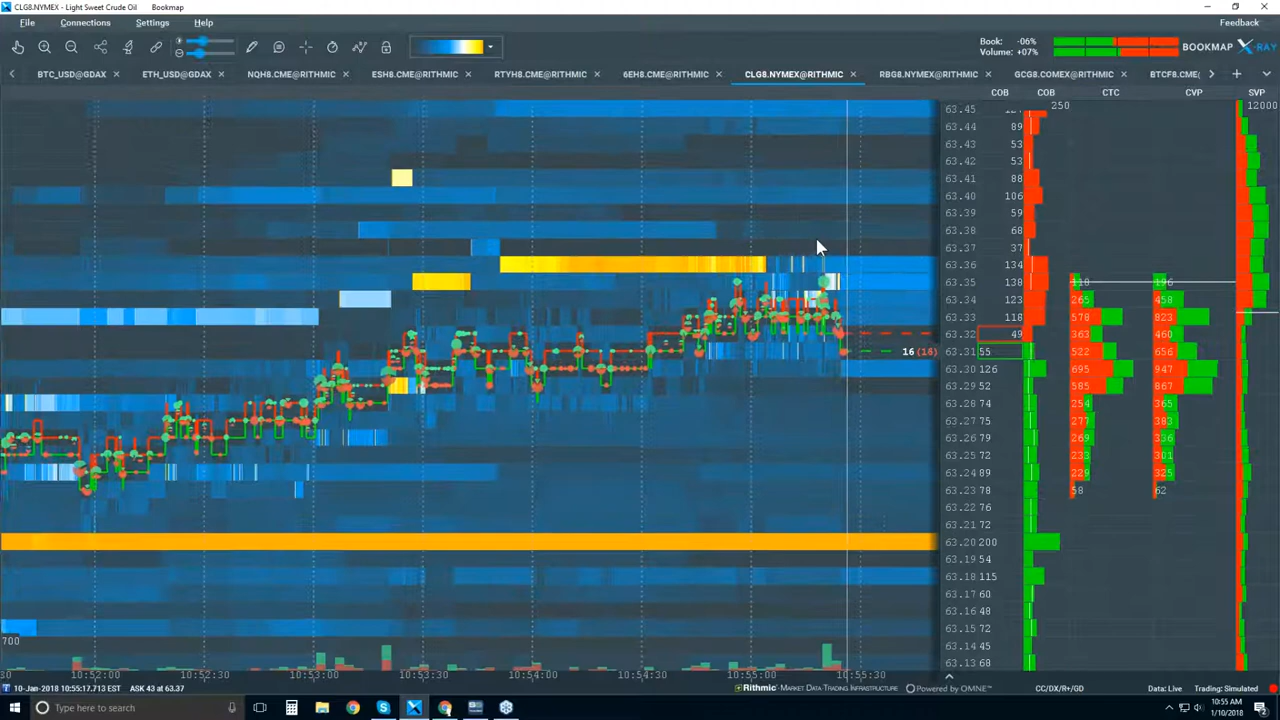 CLG8.NYMEX - Light Sweet Crude Oil Bookmap
File Connections Settings Help Feedback
Book: -06%
Volume: +07%
BOOKMAP X-RAY
BTC_USD@GDAX ETH_USD@GDAX NQH8.CME@RITHMIC ESH8.CME@RITHMIC RTYH8.CME@RITHMIC 6EH8.CME@RITHMIC CLG8.NYMEX@RITHMIC RBG8.NYMEX@RITHMIC GCG8.COMEX@RITHMIC BTCF8.CME@
COB COB CTC CVP SVP
250 12000
63.45
63.44 89
63.43 53
63.42 53
63.41 88
63.40 106
63.39 59
63.38 68
63.37 37
63.36 134
63.35 138 118 196
63.34 123 265 458
63.33 118 578 823
63.32 49 363 460
16 (16) 63.31 55 522 656
63.30 126 695 947
63.29 52 585 867
63.28 74 254 365
63.27 75 277 383
63.26 79 269 336
63.25 72 233 301
63.24 89 229 325
63.23 78 58 62
63.22 76
63.21 72
63.20 200
63.19 54
63.18 115
63.17 60
63.16 48
63.15 72
700 63.14 45
63.13 68
30 10:52:00 10:52:30 10:53:00 10:53:30 10:54:00 10:54:30 10:55:00 10:55:30
10-Jan-2018 10:55:17.713 EST ASK 43 at 63.37 Rithmic - Market Data-Trading Infrastructure Powered by OMNE™ CC/DX/R+/GD Data: Live Trading: Simulated
Type here to search 10:55 AM
1/10/2018 2